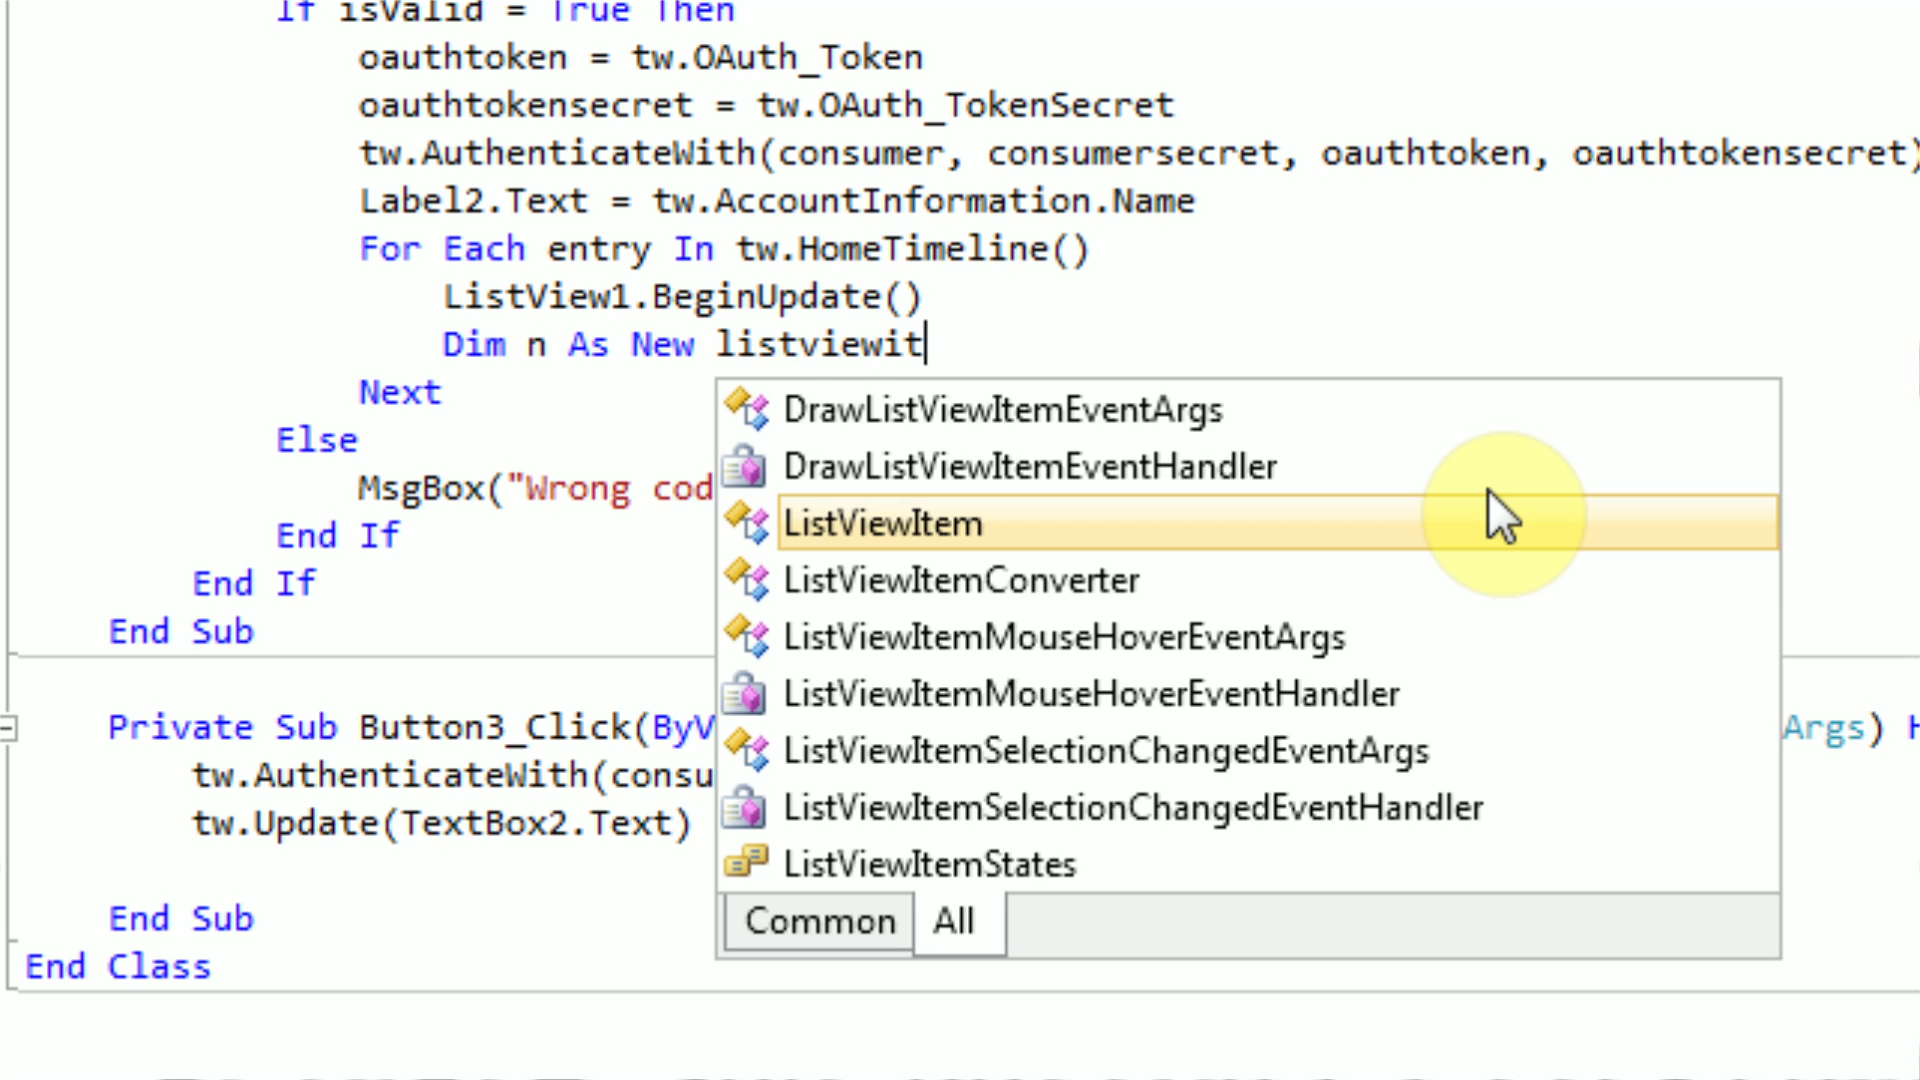 If isValid = True Then
oauthtoken = tw.OAuth_Token
oauthtokensecret = tw.OAuth_TokenSecret
tw.AuthenticateWith(consumer, consumersecret, oauthtoken, oauthtokensecret)
Label2.Text = tw.AccountInformation.Name
For Each entry In tw.HomeTimeline()
ListView1.BeginUpdate()
Dim n As New listviewit
Next
Else
MsgBox("Wrong cod
End If
End If
End Sub
DrawListViewItemEventArgs
DrawListViewItemEventHandler
ListViewItem
ListViewItemConverter
ListViewItemMouseHoverEventArgs
ListViewItemMouseHoverEventHandler
ListViewItemSelectionChangedEventArgs
ListViewItemSelectionChangedEventHandler
ListViewItemStates
Common All
Private Sub Button3_Click(ByV Args) H
tw.AuthenticateWith(consu
tw.Update(TextBox2.Text)
End Sub
End Class